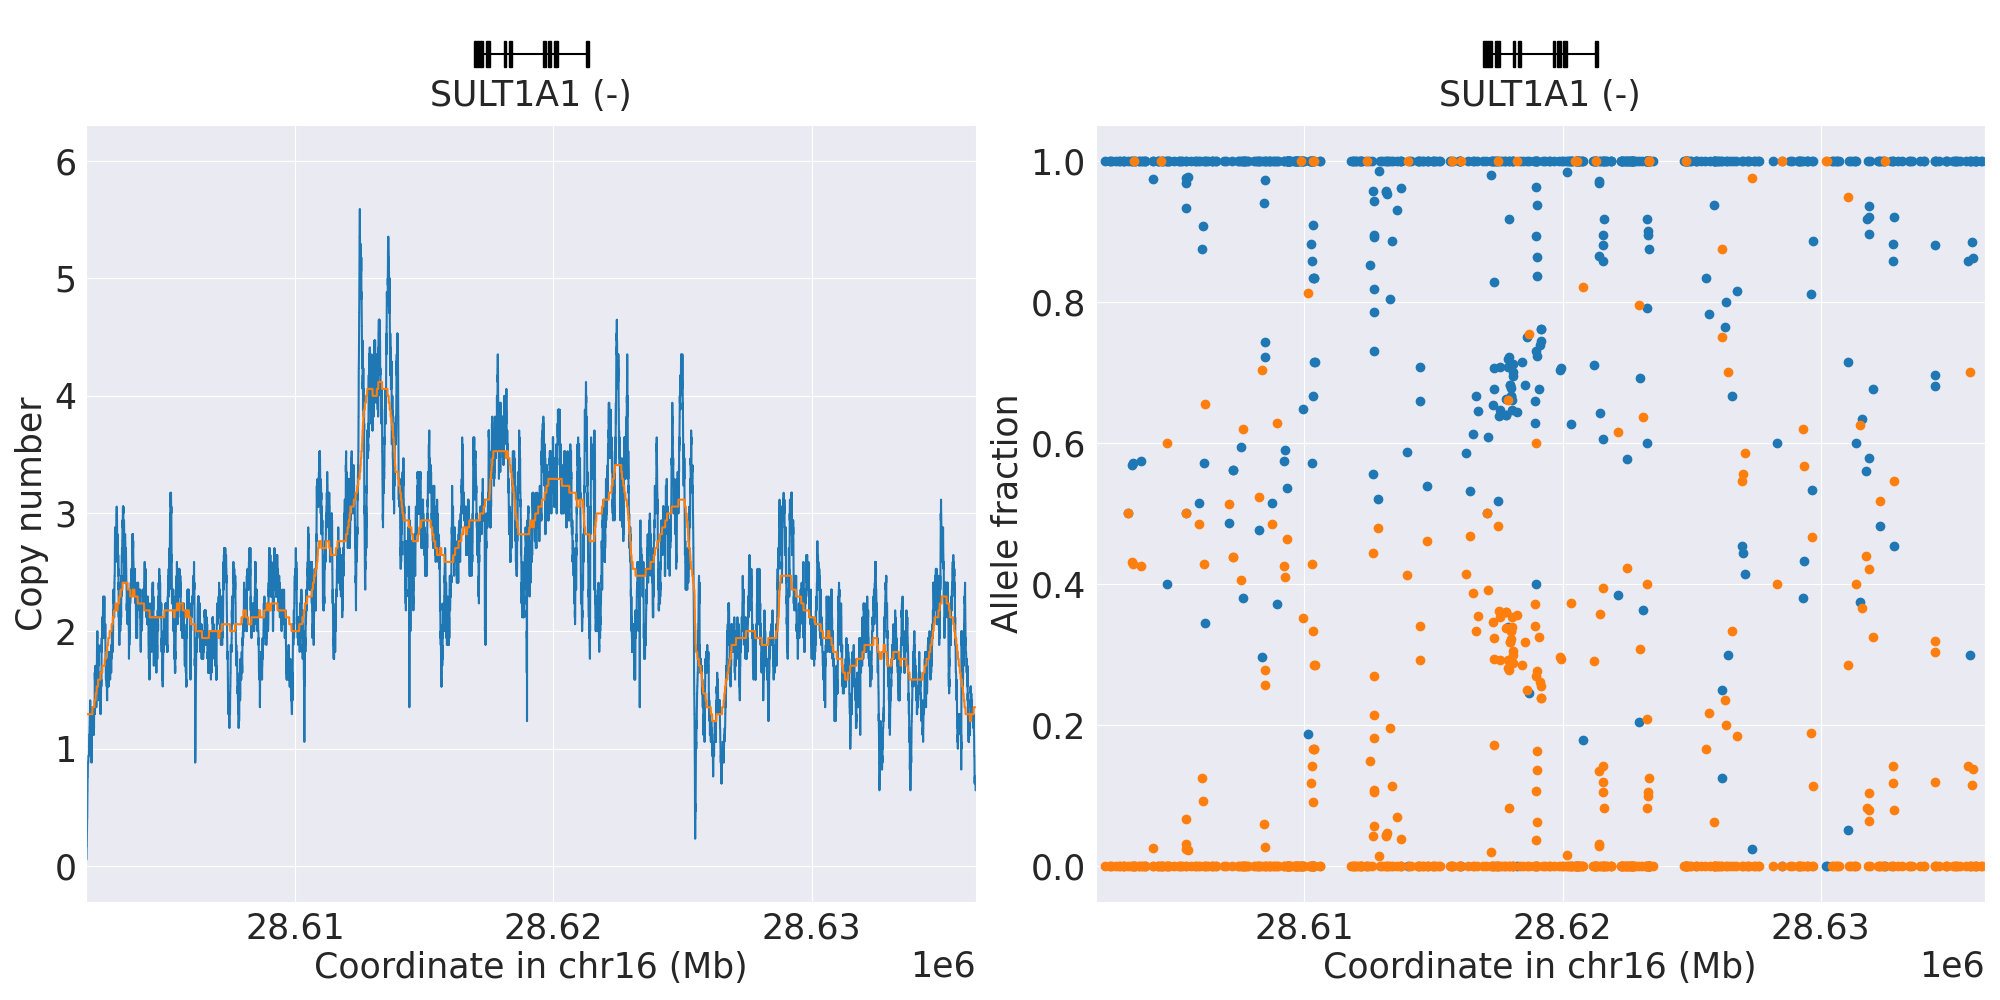 SULT1A1 (-)
6
5
4
3
2
1
0
Copy number
28.61
28.62
28.63
Coordinate in chr16 (Mb)
1e6
SULT1A1 (-)
1.0
0.8
0.6
0.4
0.2
0.0
Allele fraction
28.61
28.62
28.63
Coordinate in chr16 (Mb)
1e6